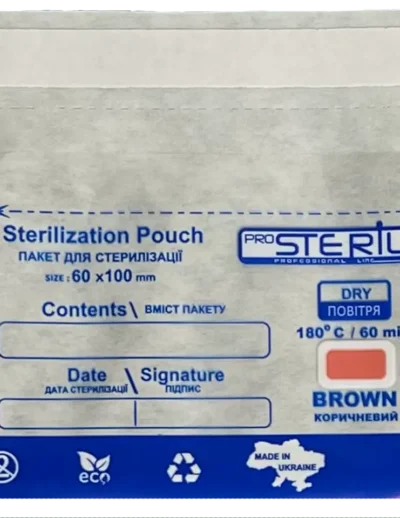 Sterilization Pouch
ПАКЕТ ДЛЯ СТЕРИЛІЗАЦІЇ
SIZE : 60 x100 mm
PRO STERIL
PROFESSIONAL LINE
Contents \ ВМІСТ ПАКЕТУ
DRY
ПОВІТРЯ
180°C / 60 mi
Date \ Signature
ДАТА СТЕРИЛІЗАЦІЇ ПІДПИС
BROWN
КОРИЧНЕВИЙ
eco
MADE IN
UKRAINE